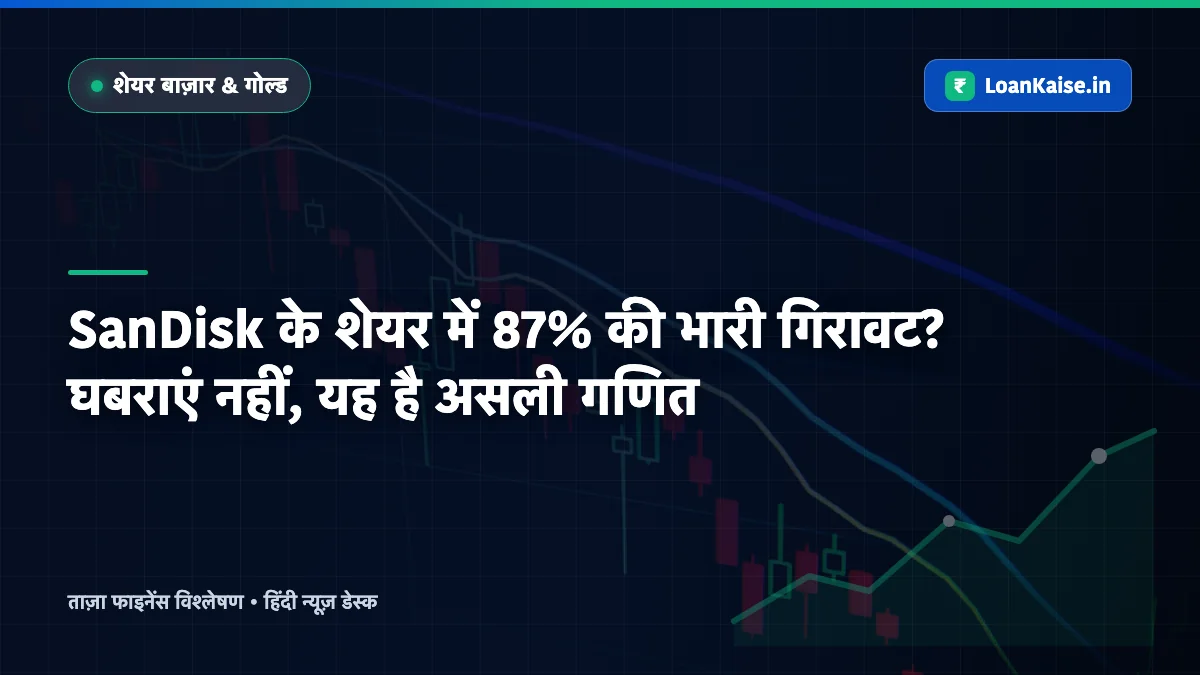 शेयर बाज़ार & गोल्ड
₹ LoanKaise.in
SanDisk के शेयर में 87% की भारी गिरावट?
घबराएं नहीं, यह है असली गणित
ताज़ा फाइनेंस विश्लेषण • हिंदी न्यूज़ डेस्क